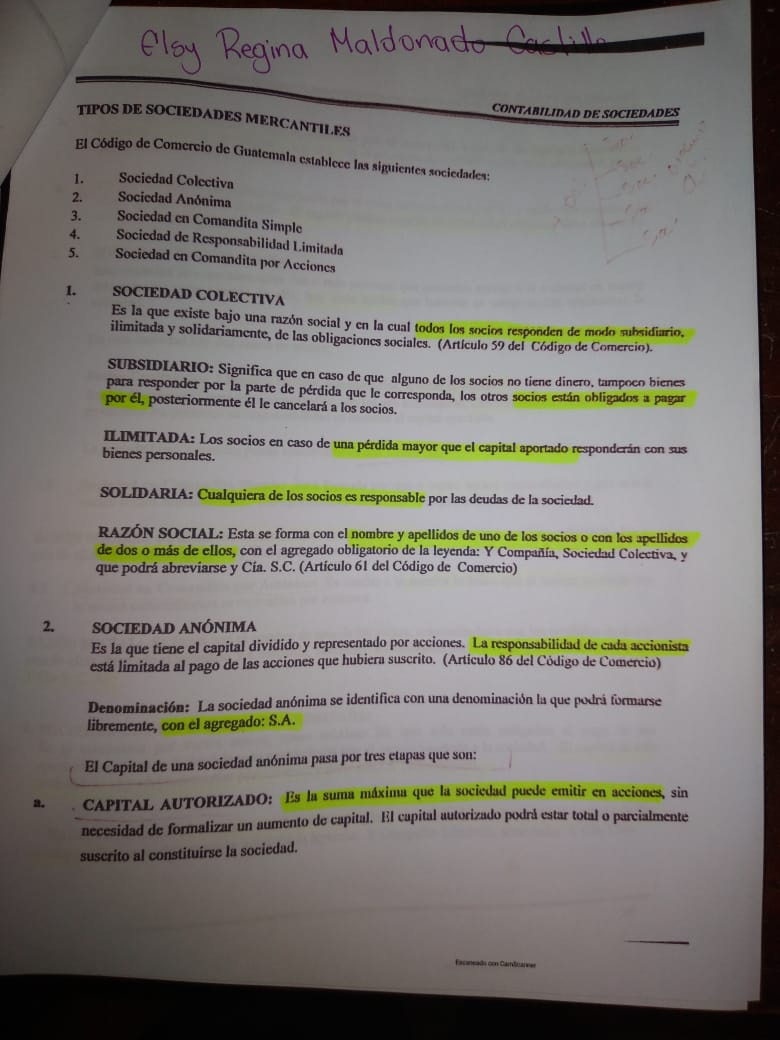 Elsy Regina Maldonado Castillo
CONTABILIDAD DE SOCIEDADES
TIPOS DE SOCIEDADES MERCANTILES
El Código de Comercio de Guatemala establece las siguientes sociedades:
1. Sociedad Colectiva
2. Sociedad Anónima
3. Sociedad en Comandita Simple
4. Sociedad de Responsabilidad Limitada
5. Sociedad en Comandita por Acciones
1. SOCIEDAD COLECTIVA
Es la que existe bajo una razón social y en la cual todos los socios responden de modo subsidiario,
ilimitada y solidariamente, de las obligaciones sociales. (Artículo 59 del Código de Comercio).
SUBSIDIARIO: Significa que en caso de que alguno de los socios no tiene dinero, tampoco bienes
para responder por la parte de pérdida que le corresponda, los otros socios están obligados a pagar
por él, posteriormente él le cancelará a los socios.
ILIMITADA: Los socios en caso de una pérdida mayor que el capital aportado responderán con sus
bienes personales.
SOLIDARIA: Cualquiera de los socios es responsable por las deudas de la sociedad.
RAZÓN SOCIAL: Esta se forma con el nombre y apellidos de uno de los socios o con los apellidos
de dos o más de ellos, con el agregado obligatorio de la leyenda: Y Compañía, Sociedad Colectiva, y
que podrá abreviarse y Cía. S.C. (Artículo 61 del Código de Comercio)
2. SOCIEDAD ANÓNIMA
Es la que tiene el capital dividido y representado por acciones. La responsabilidad de cada accionista
está limitada al pago de las acciones que hubiera suscrito. (Artículo 86 del Código de Comercio)
Denominación: La sociedad anónima se identifica con una denominación la que podrá formarse
libremente, con el agregado: S.A.
El Capital de una sociedad anónima pasa por tres etapas que son:
a. CAPITAL AUTORIZADO: Es la suma máxima que la sociedad puede emitir en acciones, sin
necesidad de formalizar un aumento de capital. El capital autorizado podrá estar total o parcialmente
suscrito al constituirse la sociedad.
Escaneado con CamScanner